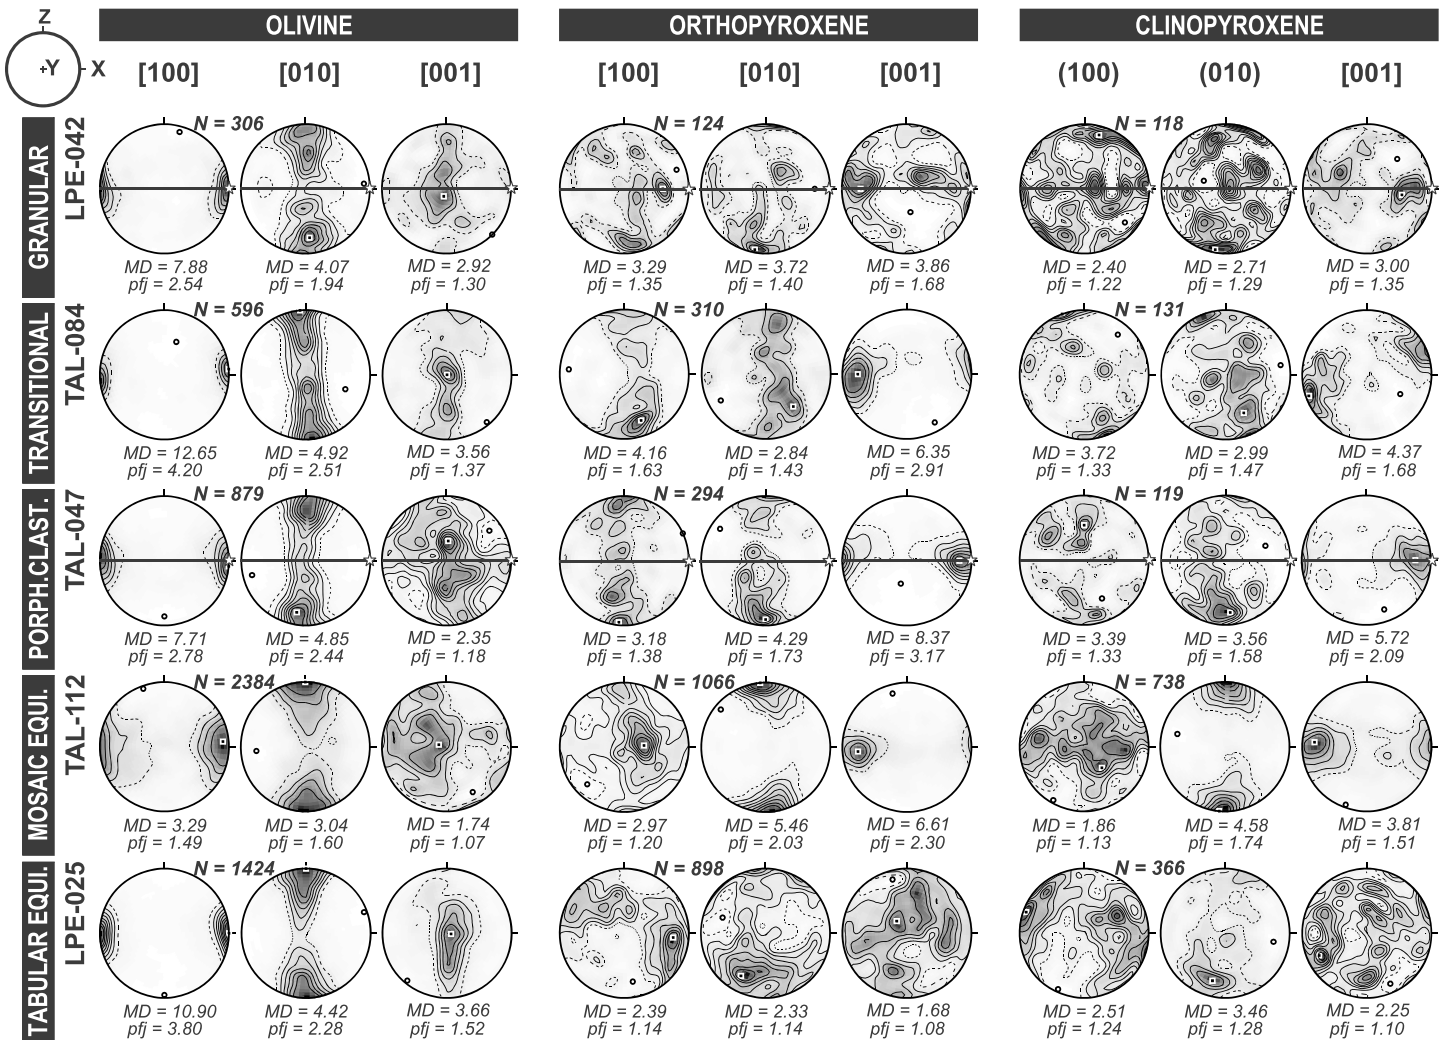 Z
+Y
X
OLIVINE
ORTHOPYROXENE
CLINOPYROXENE
[100] [010] [001]
[100] [010] [001]
(100) (010) [001]
GRANULAR
LPE-042
N = 306
N = 124
N = 118
MD = 7.88 MD = 4.07 MD = 2.92 MD = 3.29 MD = 3.72 MD = 3.86 MD = 2.40 MD = 2.71 MD = 3.00
pfj = 2.54 pfj = 1.94 pfj = 1.30 pfj = 1.35 pfj = 1.40 pfj = 1.68 pfj = 1.22 pfj = 1.29 pfj = 1.35
TRANSITIONAL
TAL-084
N = 596
N = 310
N = 131
MD = 12.65 MD = 4.92 MD = 3.56 MD = 4.16 MD = 2.84 MD = 6.35 MD = 3.72 MD = 2.99 MD = 4.37
pfj = 4.20 pfj = 2.51 pfj = 1.37 pfj = 1.63 pfj = 1.43 pfj = 2.91 pfj = 1.33 pfj = 1.47 pfj = 1.68
PORPH.CLAST.
TAL-047
N = 879
N = 294
N = 119
MD = 7.71 MD = 4.85 MD = 2.35 MD = 3.18 MD = 4.29 MD = 8.37 MD = 3.39 MD = 3.56 MD = 5.72
pfj = 2.78 pfj = 2.44 pfj = 1.18 pfj = 1.38 pfj = 1.73 pfj = 3.17 pfj = 1.33 pfj = 1.58 pfj = 2.09
MOSAIC EQUI.
TAL-112
N = 2384
N = 1066
N = 738
MD = 3.29 MD = 3.04 MD = 1.74 MD = 2.97 MD = 5.46 MD = 6.61 MD = 1.86 MD = 4.58 MD = 3.81
pfj = 1.49 pfj = 1.60 pfj = 1.07 pfj = 1.20 pfj = 2.03 pfj = 2.30 pfj = 1.13 pfj = 1.74 pfj = 1.51
TABULAR EQUI.
LPE-025
N = 1424
N = 898
N = 366
MD = 10.90 MD = 4.42 MD = 3.66 MD = 2.39 MD = 2.33 MD = 1.68 MD = 2.51 MD = 3.46 MD = 2.25
pfj = 3.80 pfj = 2.28 pfj = 1.52 pfj = 1.14 pfj = 1.14 pfj = 1.08 pfj = 1.24 pfj = 1.28 pfj = 1.10